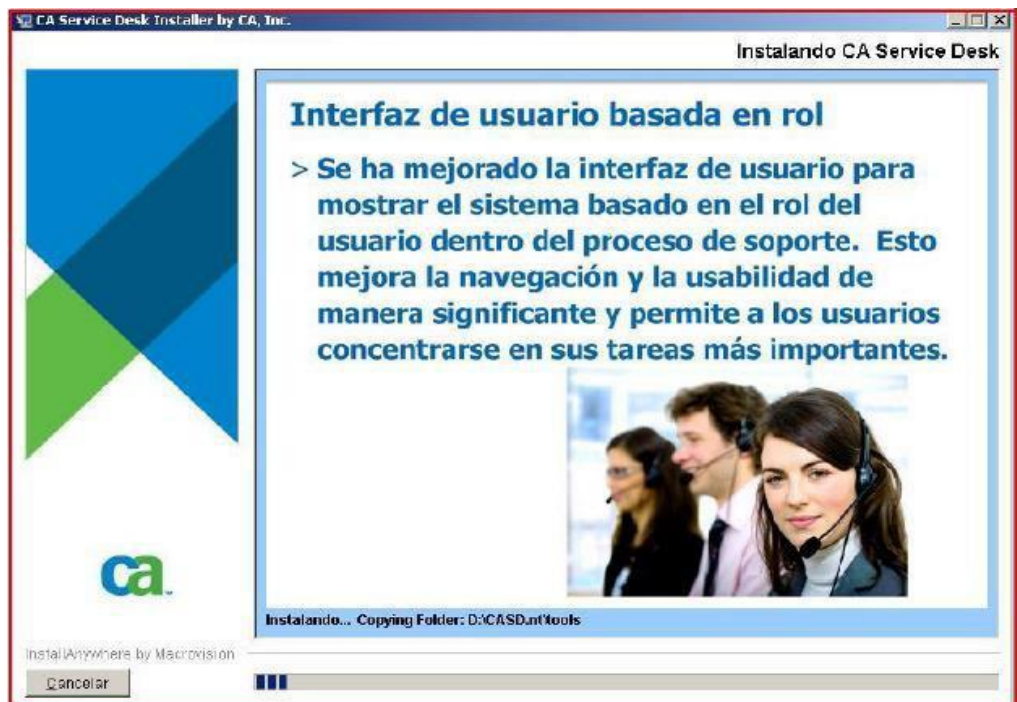 CA Service Desk Installer by CA, Inc.
Instalando CA Service Desk
Interfaz de usuario basada en rol
> Se ha mejorado la interfaz de usuario para
mostrar el sistema basado en el rol del
usuario dentro del proceso de soporte. Esto
mejora la navegación y la usabilidad de
manera significante y permite a los usuarios
concentrarse en sus tareas más importantes.
ca
Instalando... Copying Folder: D:\CASD.nt\tools
InstallAnywhere by Macrovision
Cancelar